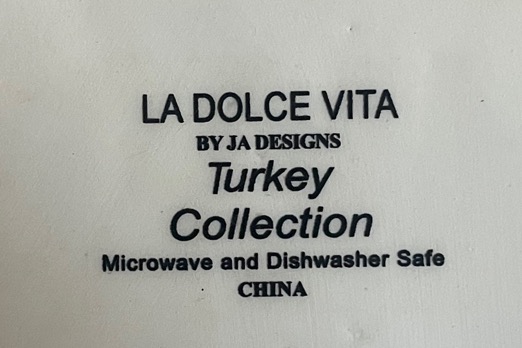 LA DOLCE VITA
BY JA DESIGNS
Turkey
Collection
Microwave and Dishwasher Safe
CHINA